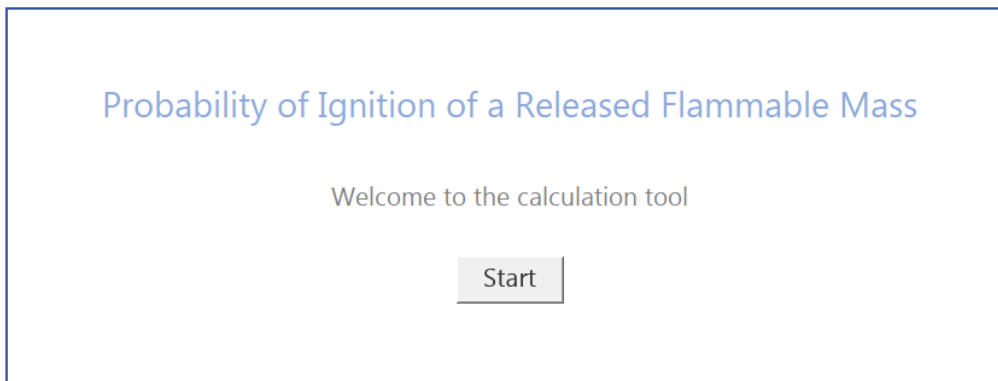 Probability of Ignition of a Released Flammable Mass
Welcome to the calculation tool
Start